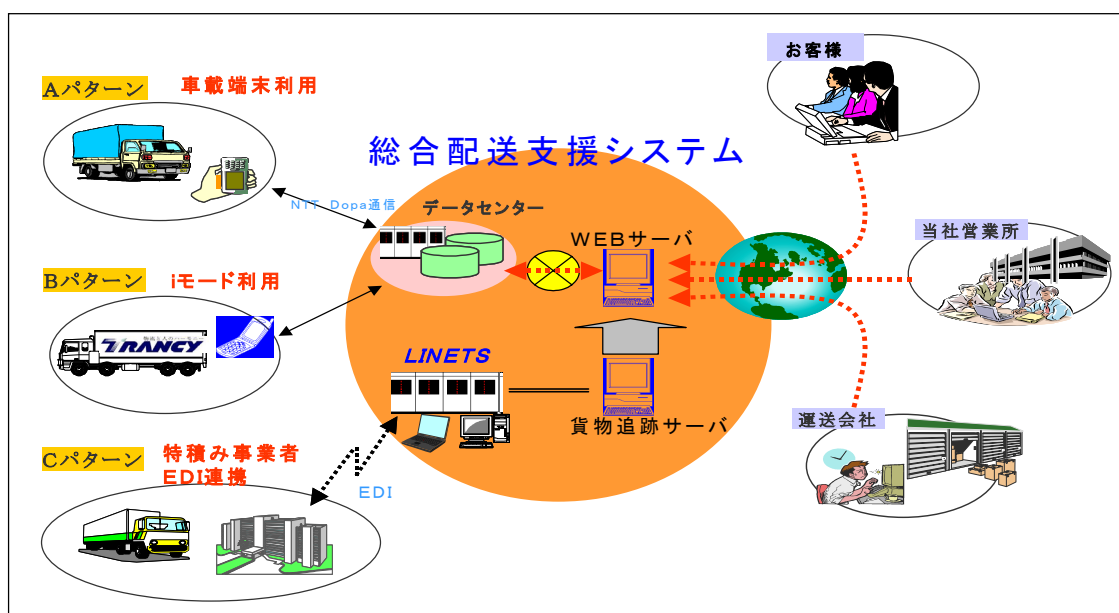 お客様
Aパターン
車載端末利用
総合配送支援システム
NTT Dopa通信
データセンター
WEBサーバ
当社営業所
Bパターン
iモード利用
TRANCY
LINETS
貨物追跡サーバ
運送会社
Cパターン
特積み事業者
EDI連携
EDI